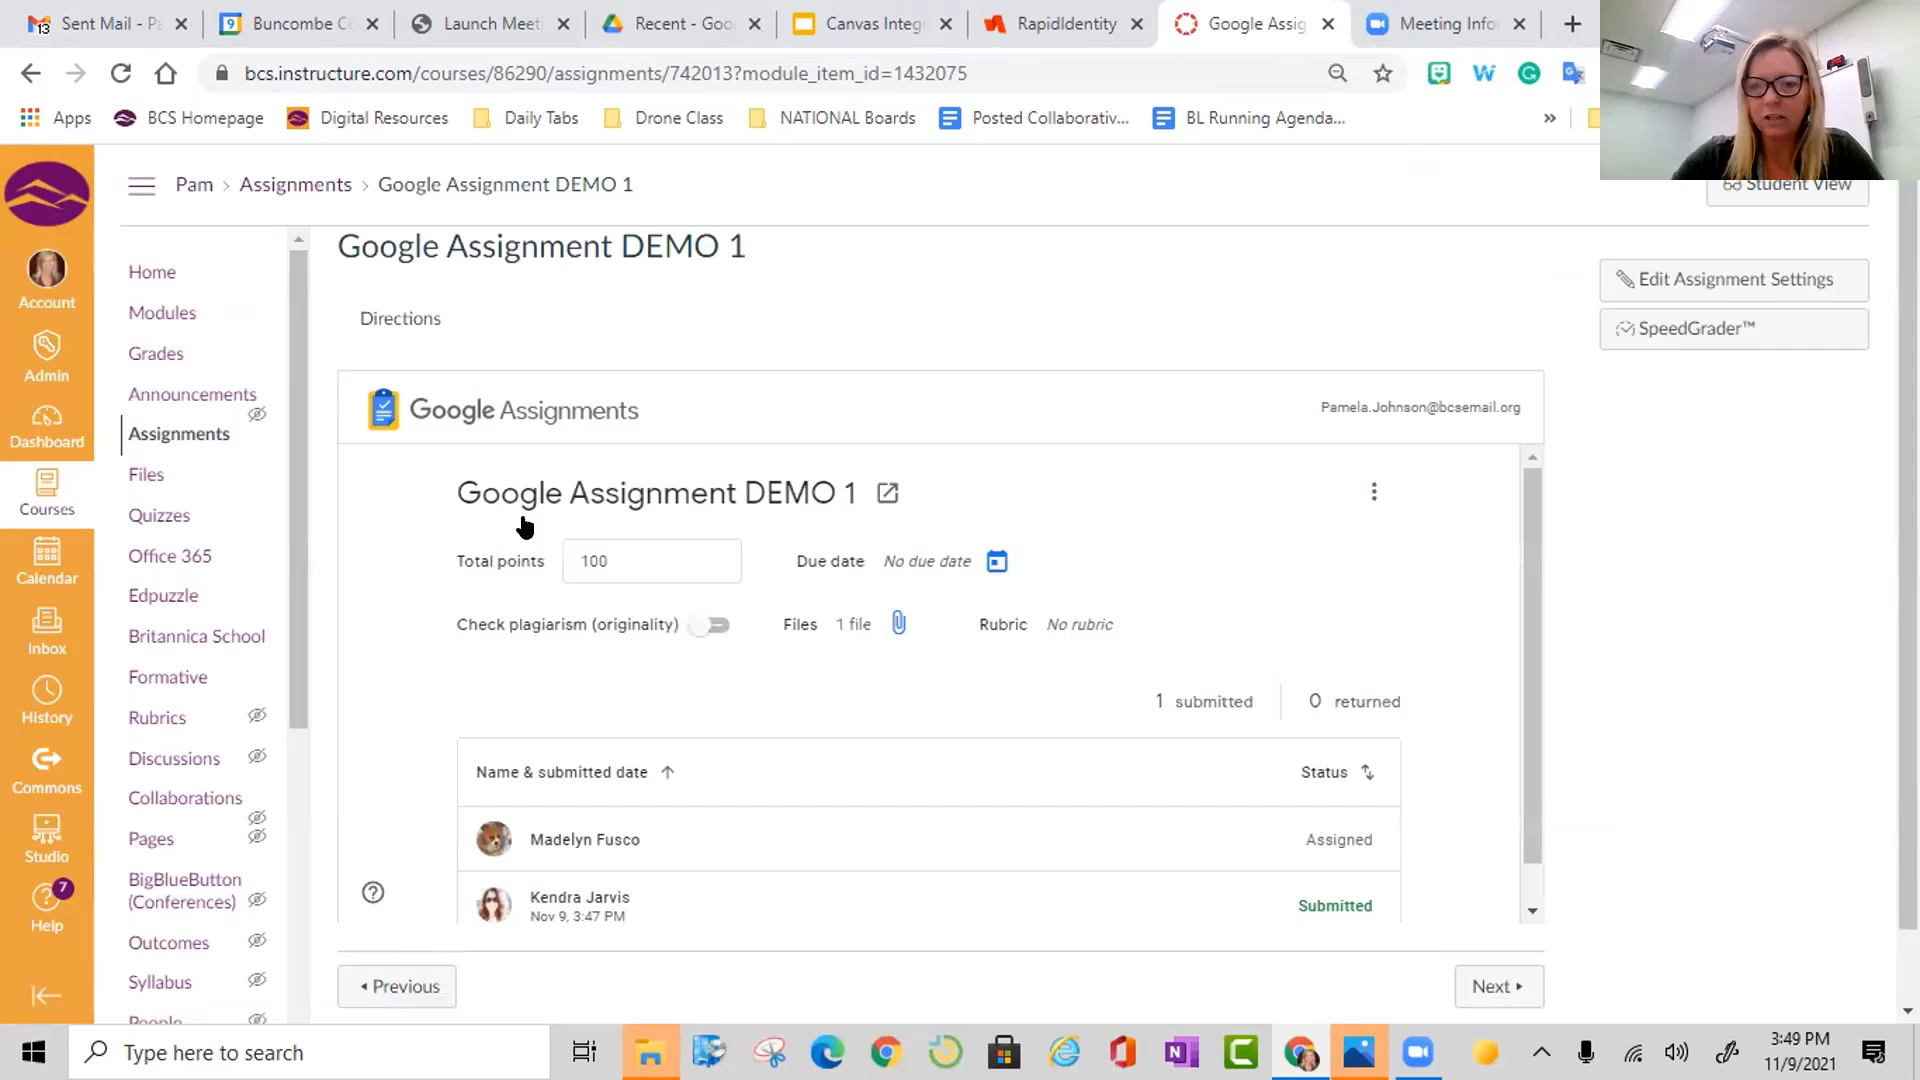 13 Sent Mail - Pa
9 Buncombe Co
Launch Meeti
Recent - Goo
Canvas Integ
RapidIdentity
Google Assig
Meeting Info
bcs.instructure.com/courses/86290/assignments/742013?module_item_id=1432075
Apps
BCS Homepage
Digital Resources
Daily Tabs
Drone Class
NATIONAL Boards
Posted Collaborativ...
BL Running Agenda...
»
Pam › Assignments › Google Assignment DEMO 1
Student View
Account
Admin
Dashboard
Courses
Calendar
Inbox
History
Commons
Studio
7
Help
Home
Modules
Grades
Announcements
Assignments
Files
Quizzes
Office 365
Edpuzzle
Britannica School
Formative
Rubrics
Discussions
Collaborations
Pages
BigBlueButton
(Conferences)
Outcomes
Syllabus
People
Google Assignment DEMO 1
Edit Assignment Settings
SpeedGrader™
Directions
Google Assignments
Pamela.Johnson@bcsemail.org
Google Assignment DEMO 1
Total points 100 Due date No due date
Check plagiarism (originality) Files 1 file Rubric No rubric
1 submitted 0 returned
Name & submitted date Status
Madelyn Fusco Assigned
Kendra Jarvis
Nov 9, 3:47 PM
Submitted
Previous
Next
Type here to search
3:49 PM
11/9/2021